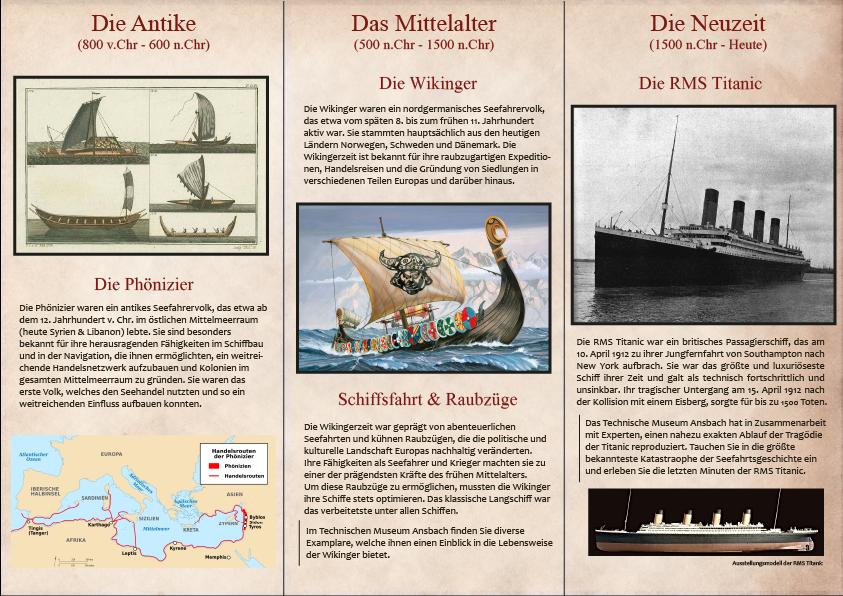 Die Antike
(800 v.Chr - 600 n.Chr)
Die Phönizier
Die Phönizier waren ein antikes Seefahrervolk, das etwa ab
dem 12. Jahrhundert v. Chr. im östlichen Mittelmeerraum
(heute Syrien & Libanon) lebte. Sie sind besonders
bekannt für ihre herausragenden Fähigkeiten im Schiffbau
und in der Navigation, die ihnen ermöglichten, ein weitrei-
chende Handelsnetzwerk aufzubauen und Kolonien im
gesamten Mittelmeerraum zu gründen. Sie waren das
erste Volk, welches den Seehandel nutzten und so ein
weitreichenden Einfluss aufbauen konnten.
Handelsrouten
der Phönizier
Phönizien
Handelsrouten
Atlantischer
Ozean
EUROPA
ASIEN
IBERISCHE
HALBINSEL
SARDINIEN
Adriatisches
Meer
Ägäisches
Meer
SIZILIEN
KRETA
ZYPERN
Byblos
Sidon
Tyros
Tingis
(Tanger)
Karthago
Mittelmeer
AFRIKA
Leptis
Kyrene
Memphis
Das Mittelalter
(500 n.Chr - 1500 n.Chr)
Die Wikinger
Die Wikinger waren ein nordgermanisches Seefahrervolk,
das etwa vom späten 8. bis zum frühen 11. Jahrhundert
aktiv war. Sie stammten hauptsächlich aus den heutigen
Ländern Norwegen, Schweden und Dänemark. Die
Wikingerzeit ist bekannt für ihre raubzugartigen Expeditio-
nen, Handelsreisen und die Gründung von Siedlungen in
verschiedenen Teilen Europas und darüber hinaus.
Schiffsfahrt & Raubzüge
Die Wikingerzeit war geprägt von abenteuerlichen
Seefahrten und kühnen Raubzügen, die die politische und
kulturelle Landschaft Europas nachhaltig veränderten.
Ihre Fähigkeiten als Seefahrer und Krieger machten sie zu
einer der prägendsten Kräfte des frühen Mittelalters.
Um diese Raubzüge zu ermöglichen, mussten die Wikinger
ihre Schiffe stets optimieren. Das klassische Langschiff war
das verbeitetste unter allen Schiffen.
Im Technischen Museum Ansbach finden Sie diverse
Examplare, welche ihnen einen Einblick in die Lebensweise
der Wikinger bietet.
Die Neuzeit
(1500 n.Chr - Heute)
Die RMS Titanic
Die RMS Titanic war ein britisches Passagierschiff, das am
10. April 1912 zu ihrer Jungfernfahrt von Southampton nach
New York aufbrach. Sie war das größte und luxuriöseste
Schiff ihrer Zeit und galt als technisch fortschrittlich und
unsinkbar. Ihr tragischer Untergang am 15. April 1912 nach
der Kollision mit einem Eisberg, sorgte für bis zu 1500 Toten.
Das Technische Museum Ansbach hat in Zusammenarbeit
mit Experten, einen nahezu exakten Ablauf der Tragödie
der Titanic reproduziert. Tauchen Sie in die größte
bekannteste Katastrophe der Seefahrtsgeschichte ein
und erleben Sie die letzten Minuten der RMS Titanic.
Ausstellungsmodell der RMS Titanic